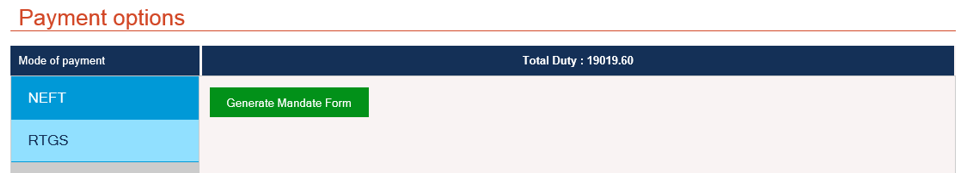 Payment options
Mode of payment
Total Duty : 19019.60
NEFT
Generate Mandate Form
RTGS